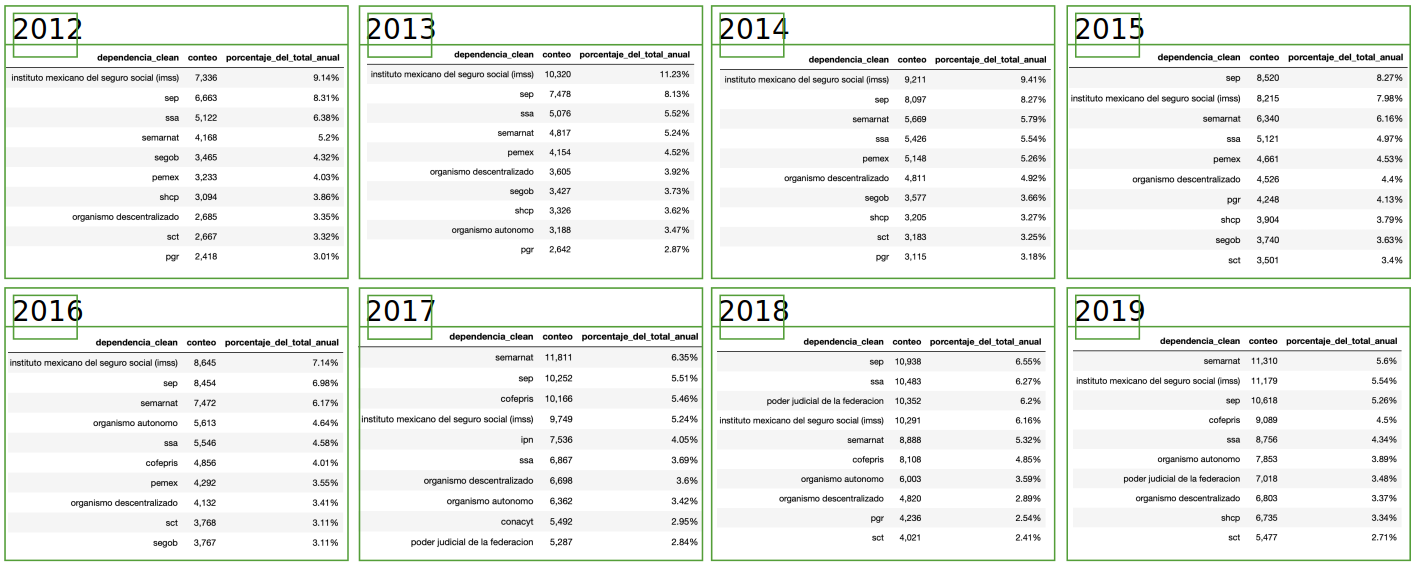 2012
dependencia_clean conteo porcentaje_del_total_anual
instituto mexicano del seguro social (imss) 7,336 9.14%
sep 6,663 8.31%
ssa 5,122 6.38%
semarnat 4,168 5.2%
segob 3,465 4.32%
pemex 3,233 4.03%
shcp 3,094 3.86%
organismo descentralizado 2,685 3.35%
sct 2,667 3.32%
pgr 2,418 3.01%
2013
dependencia_clean conteo porcentaje_del_total_anual
instituto mexicano del seguro social (imss) 10,320 11.23%
sep 7,478 8.13%
ssa 5,076 5.52%
semarnat 4,817 5.24%
pemex 4,154 4.52%
organismo descentralizado 3,605 3.92%
segob 3,427 3.73%
shcp 3,326 3.62%
organismo autonomo 3,188 3.47%
pgr 2,642 2.87%
2014
dependencia_clean conteo porcentaje_del_total_anual
instituto mexicano del seguro social (imss) 9,211 9.41%
sep 8,097 8.27%
semarnat 5,669 5.79%
ssa 5,426 5.54%
pemex 5,148 5.26%
organismo descentralizado 4,811 4.92%
segob 3,577 3.66%
shcp 3,205 3.27%
sct 3,183 3.25%
pgr 3,115 3.18%
2015
dependencia_clean conteo porcentaje_del_total_anual
sep 8,520 8.27%
instituto mexicano del seguro social (imss) 8,215 7.98%
semarnat 6,340 6.16%
ssa 5,121 4.97%
pemex 4,661 4.53%
organismo descentralizado 4,526 4.4%
pgr 4,248 4.13%
shcp 3,904 3.79%
segob 3,740 3.63%
sct 3,501 3.4%
2016
dependencia_clean conteo porcentaje_del_total_anual
instituto mexicano del seguro social (imss) 8,645 7.14%
sep 8,454 6.98%
semarnat 7,472 6.17%
organismo autonomo 5,613 4.64%
ssa 5,546 4.58%
cofepris 4,856 4.01%
pemex 4,292 3.55%
organismo descentralizado 4,132 3.41%
sct 3,768 3.11%
segob 3,767 3.11%
2017
dependencia_clean conteo porcentaje_del_total_anual
semarnat 11,811 6.35%
sep 10,252 5.51%
cofepris 10,166 5.46%
instituto mexicano del seguro social (imss) 9,749 5.24%
ipn 7,536 4.05%
ssa 6,867 3.69%
organismo descentralizado 6,698 3.6%
organismo autonomo 6,362 3.42%
conacyt 5,492 2.95%
poder judicial de la federacion 5,287 2.84%
2018
dependencia_clean conteo porcentaje_del_total_anual
sep 10,938 6.55%
ssa 10,483 6.27%
poder judicial de la federacion 10,352 6.2%
instituto mexicano del seguro social (imss) 10,291 6.16%
semarnat 8,888 5.32%
cofepris 8,108 4.85%
organismo autonomo 6,003 3.59%
organismo descentralizado 4,820 2.89%
pgr 4,236 2.54%
sct 4,021 2.41%
2019
dependencia_clean conteo porcentaje_del_total_anual
semarnat 11,310 5.6%
instituto mexicano del seguro social (imss) 11,179 5.54%
sep 10,618 5.26%
cofepris 9,089 4.5%
ssa 8,756 4.34%
organismo autonomo 7,853 3.89%
poder judicial de la federacion 7,018 3.48%
organismo descentralizado 6,803 3.37%
shcp 6,735 3.34%
sct 5,477 2.71%